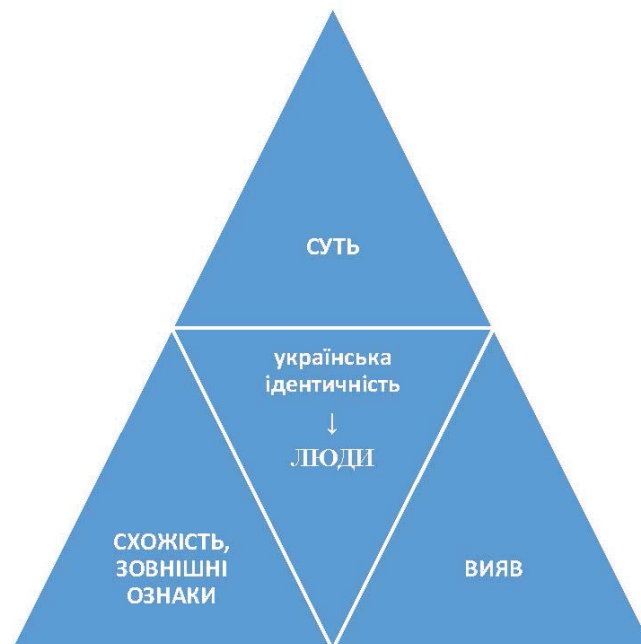 СУТЬ
українська
ідентичність
↓
ЛЮДИ
СХОЖІСТЬ,
ЗОВНІШНІ
ОЗНАКИ
ВИЯВ